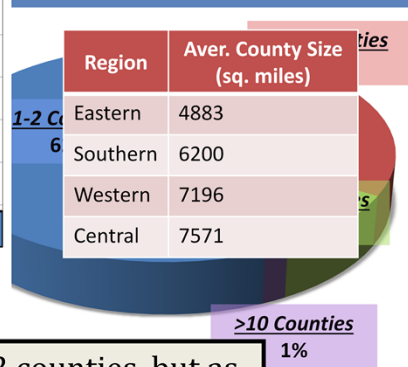 ties
Region Aver. County Size
(sq. miles)
1-2 Co
6
Eastern 4883
Southern 6200
Western 7196
Central 7571
s
>10 Counties
1%
counties, but as